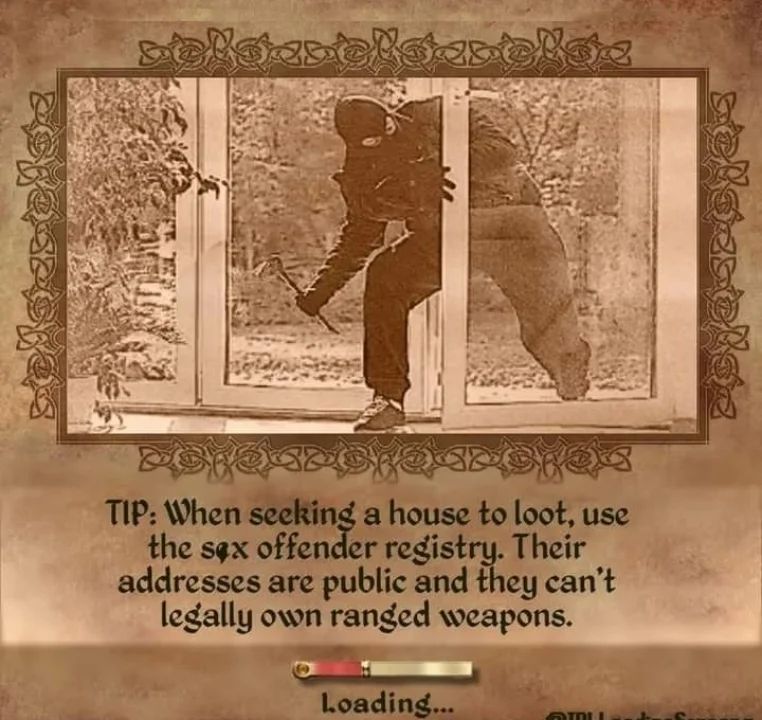 TIP: When seeking a house to loot, use
the sex offender registry. Their
addresses are public and they can't
legally own ranged weapons.
Loading...